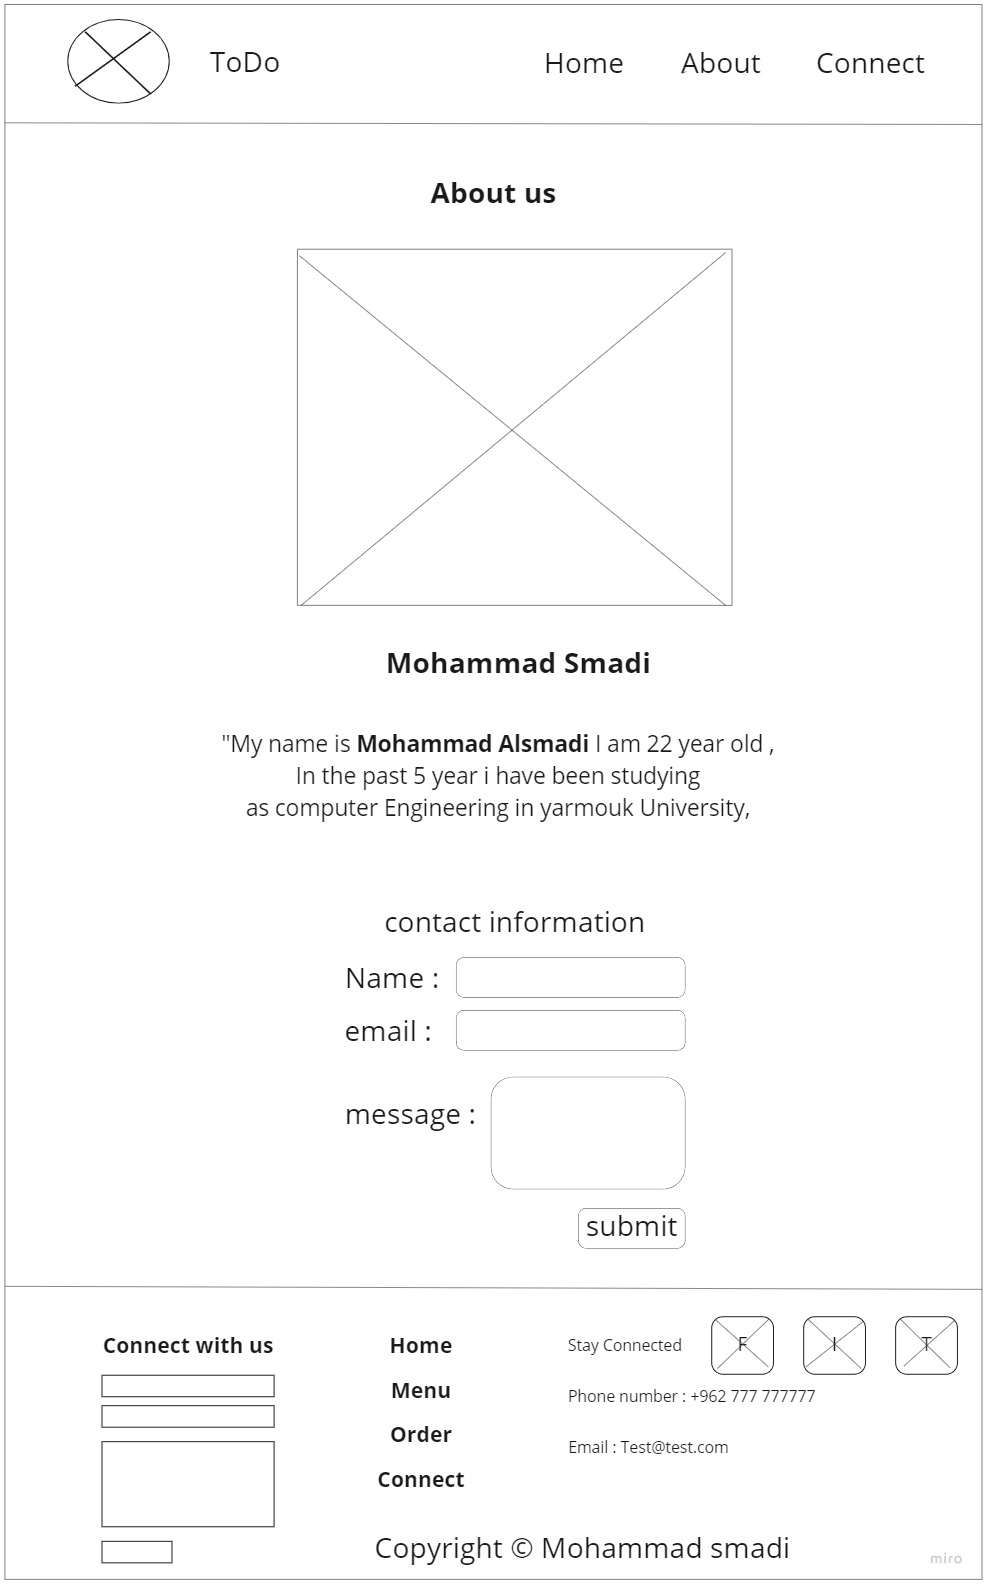 ToDo
Home About Connect
About us
Mohammad Smadi
"My name is Mohammad Alsmadi I am 22 year old ,
In the past 5 year i have been studying
as computer Engineering in yarmouk University,
contact information
Name :
email :
message :
submit
Connect with us
Home
Menu
Order
Connect
Stay Connected F I T
Phone number : +962 777 777777
Email : Test@test.com
Copyright © Mohammad smadi
miro